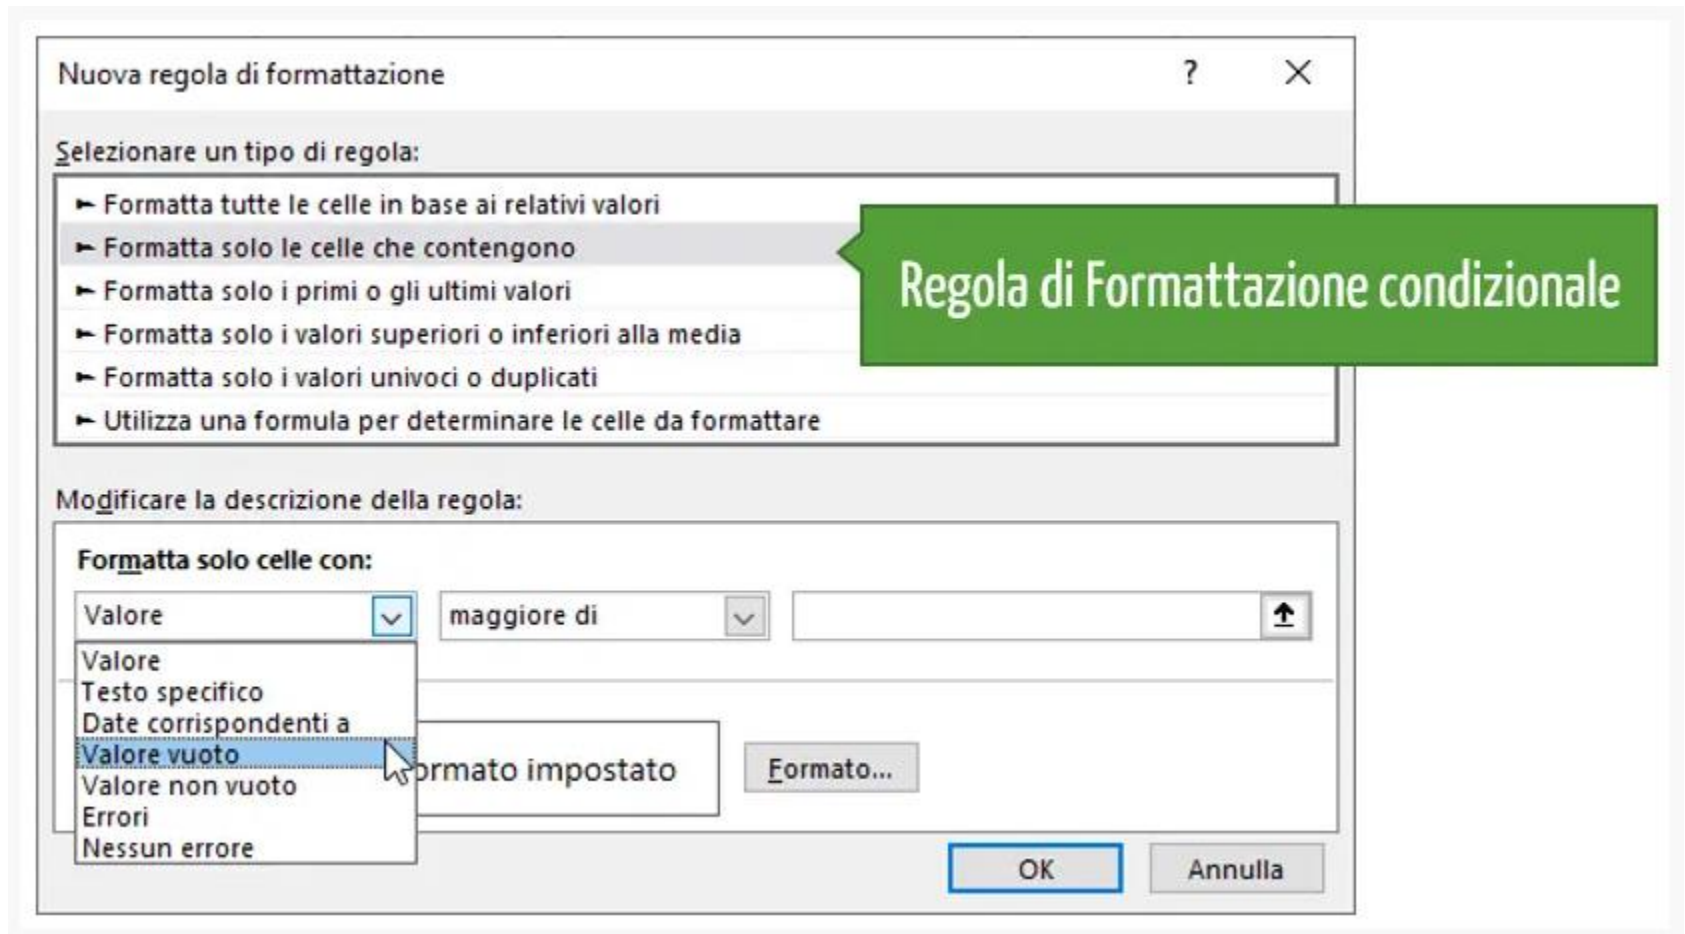 Nuova regola di formattazione
?
Selezionare un tipo di regola:
► Formatta tutte le celle in base ai relativi valori
► Formatta solo le celle che contengono
► Formatta solo i primi o gli ultimi valori
► Formatta solo i valori superiori o inferiori alla media
► Formatta solo i valori univoci o duplicati
► Utilizza una formula per determinare le celle da formattare
Regola di Formattazione condizionale
Modificare la descrizione della regola:
Formatta solo celle con:
Valore maggiore di
Valore
Testo specifico
Date corrispondenti a
Valore vuoto
Valore non vuoto
Errori
Nessun errore
impostato
Formato...
OK Annulla